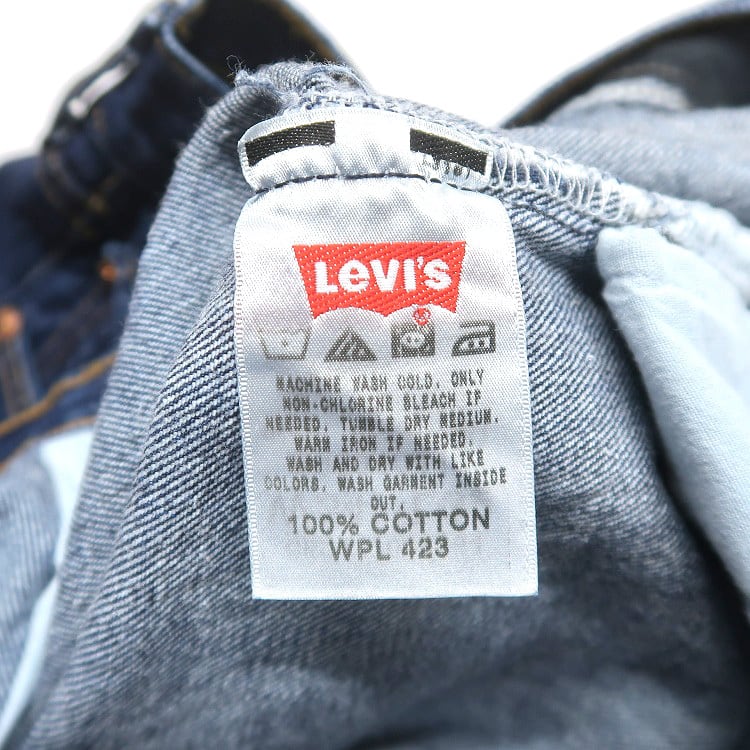 LEVI'S
®
MACHINE WASH COLD. ONLY
NON-CHLORINE BLEACH IF
NEEDED. TUMBLE DRY MEDIUM.
WARM IRON IF NEEDED.
WASH AND DRY WITH LIKE
COLORS. WASH GARMENT INSIDE
OUT.
100% COTTON
WPL 423